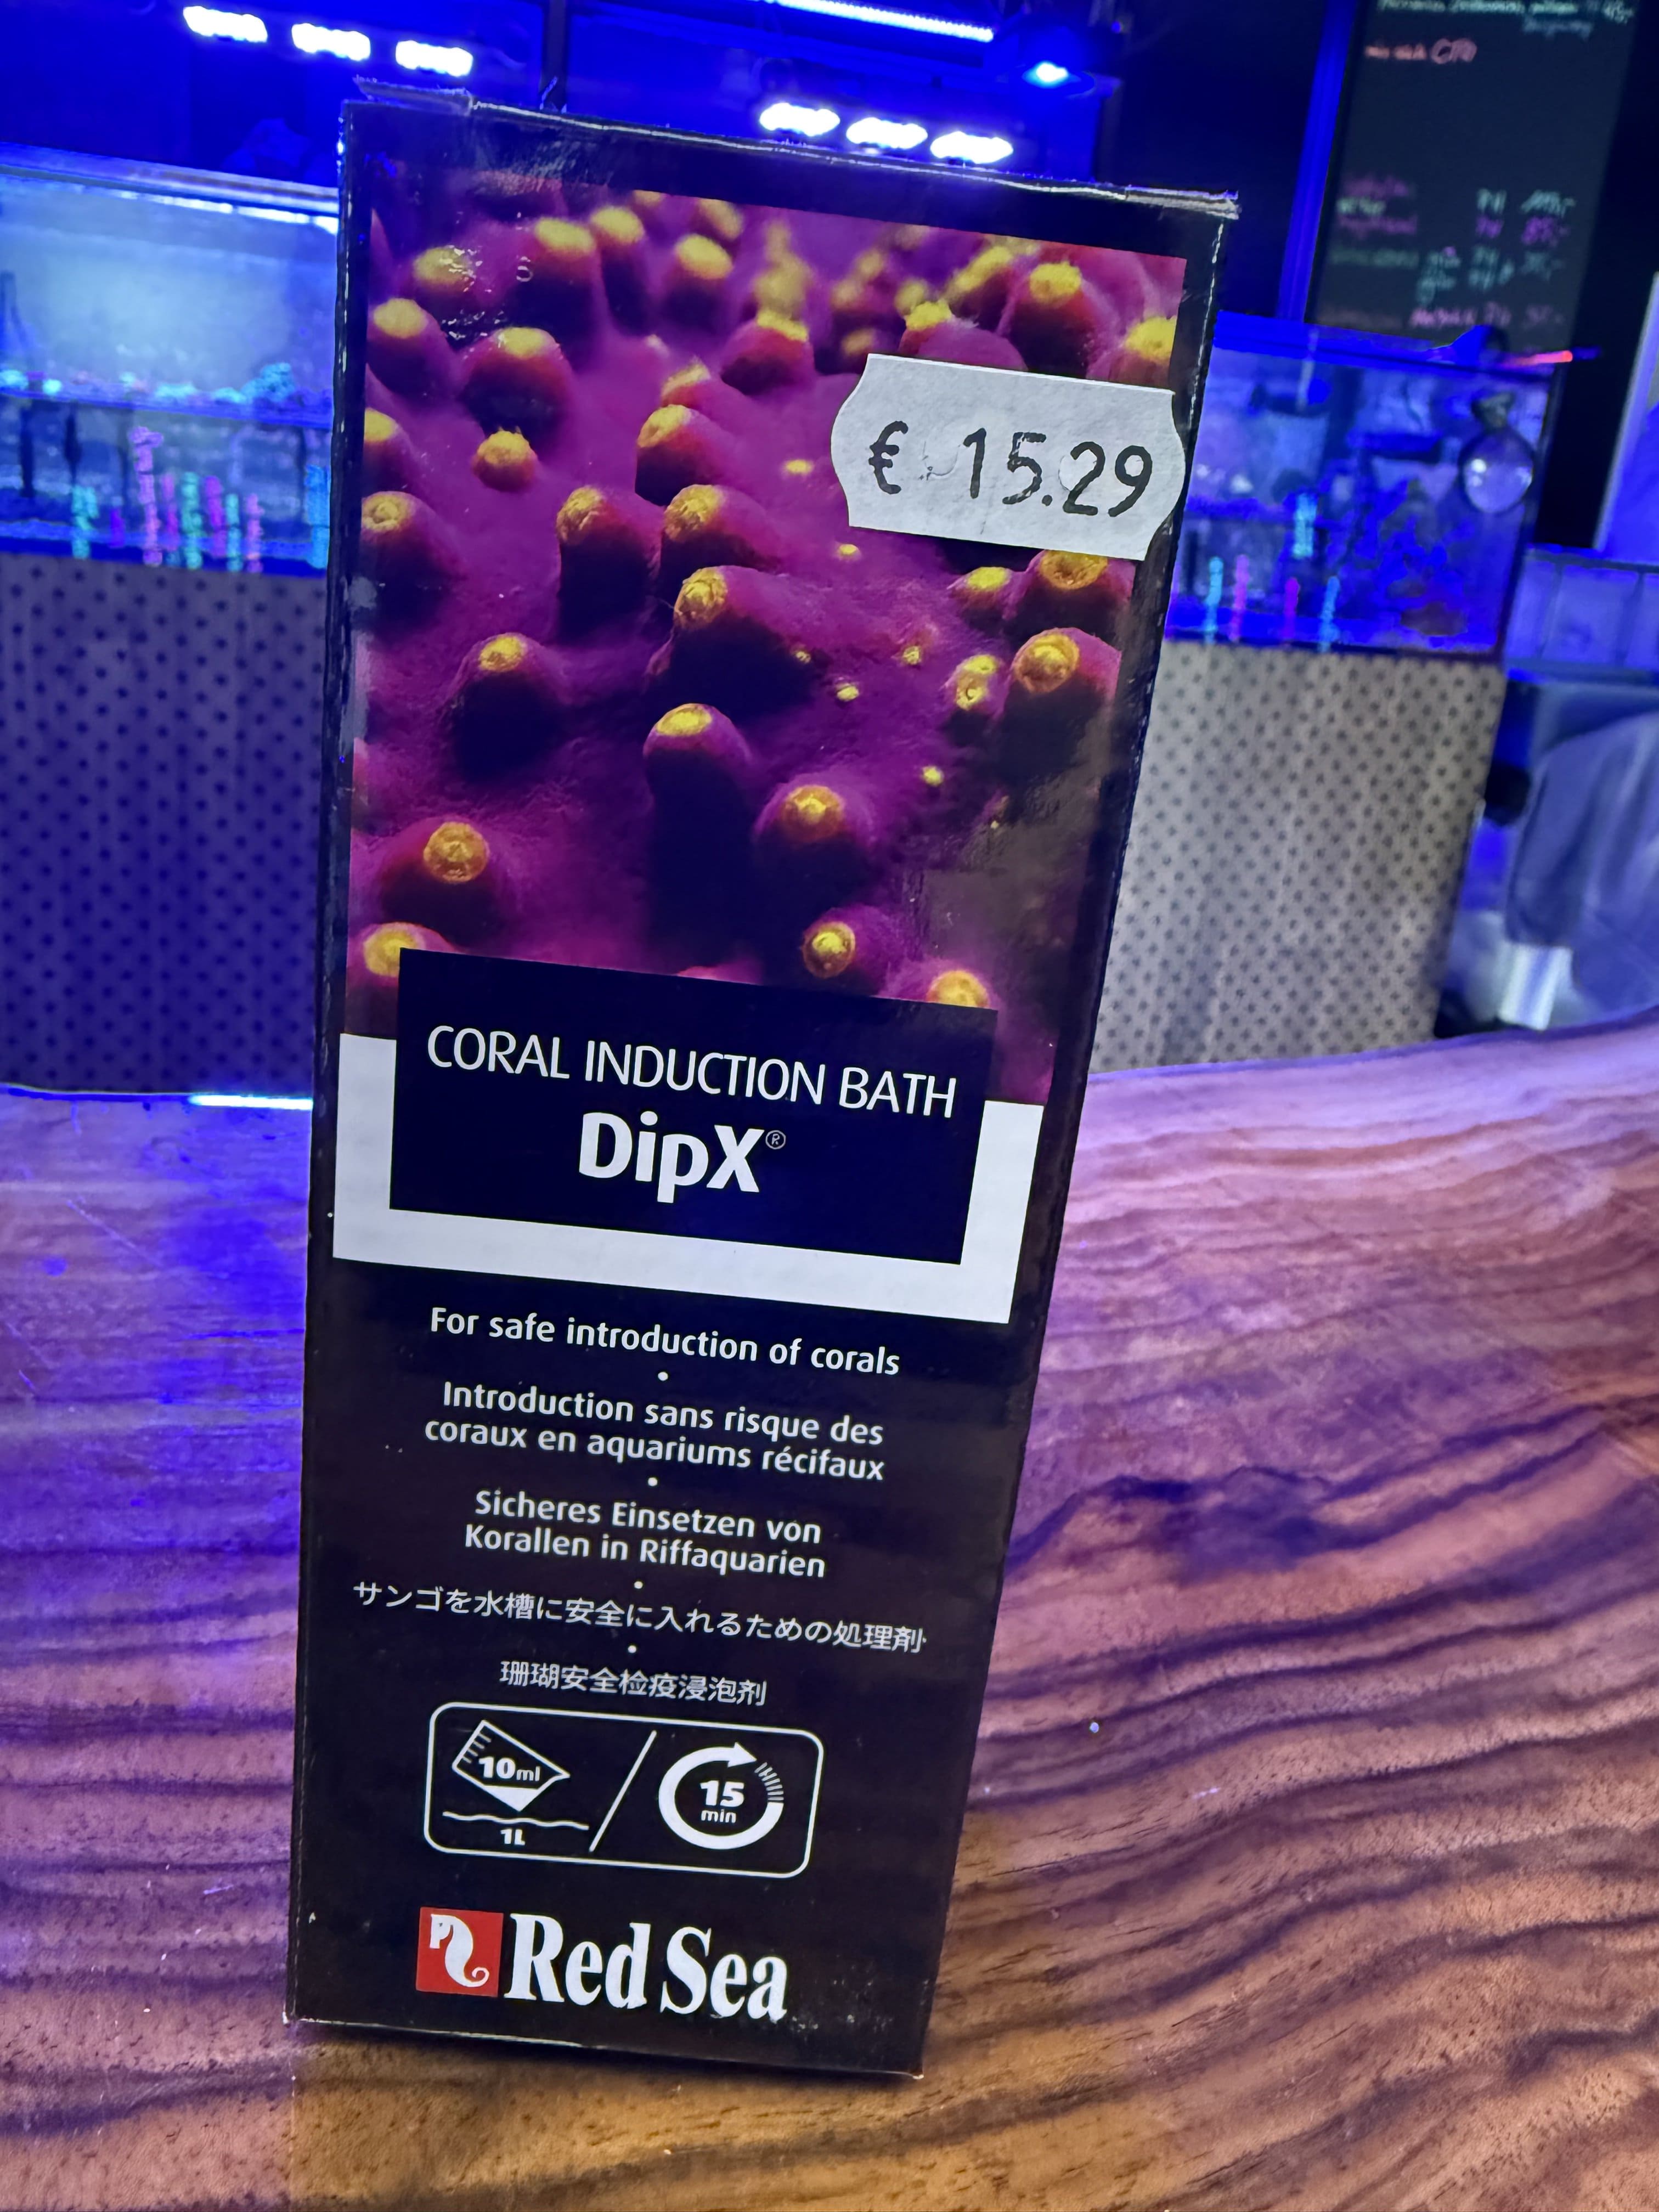 € 15.29
CORAL INDUCTION BATH
DipX®
For safe introduction of corals
•
Introduction sans risque des
coraux en aquariums récifaux
•
Sicheres Einsetzen von
Korallen in Riffaquarien
•
サンゴを水槽に安全に入れるための処理剤
•
珊瑚安全检疫浸泡剂
10ml
1L
15
min
Red Sea